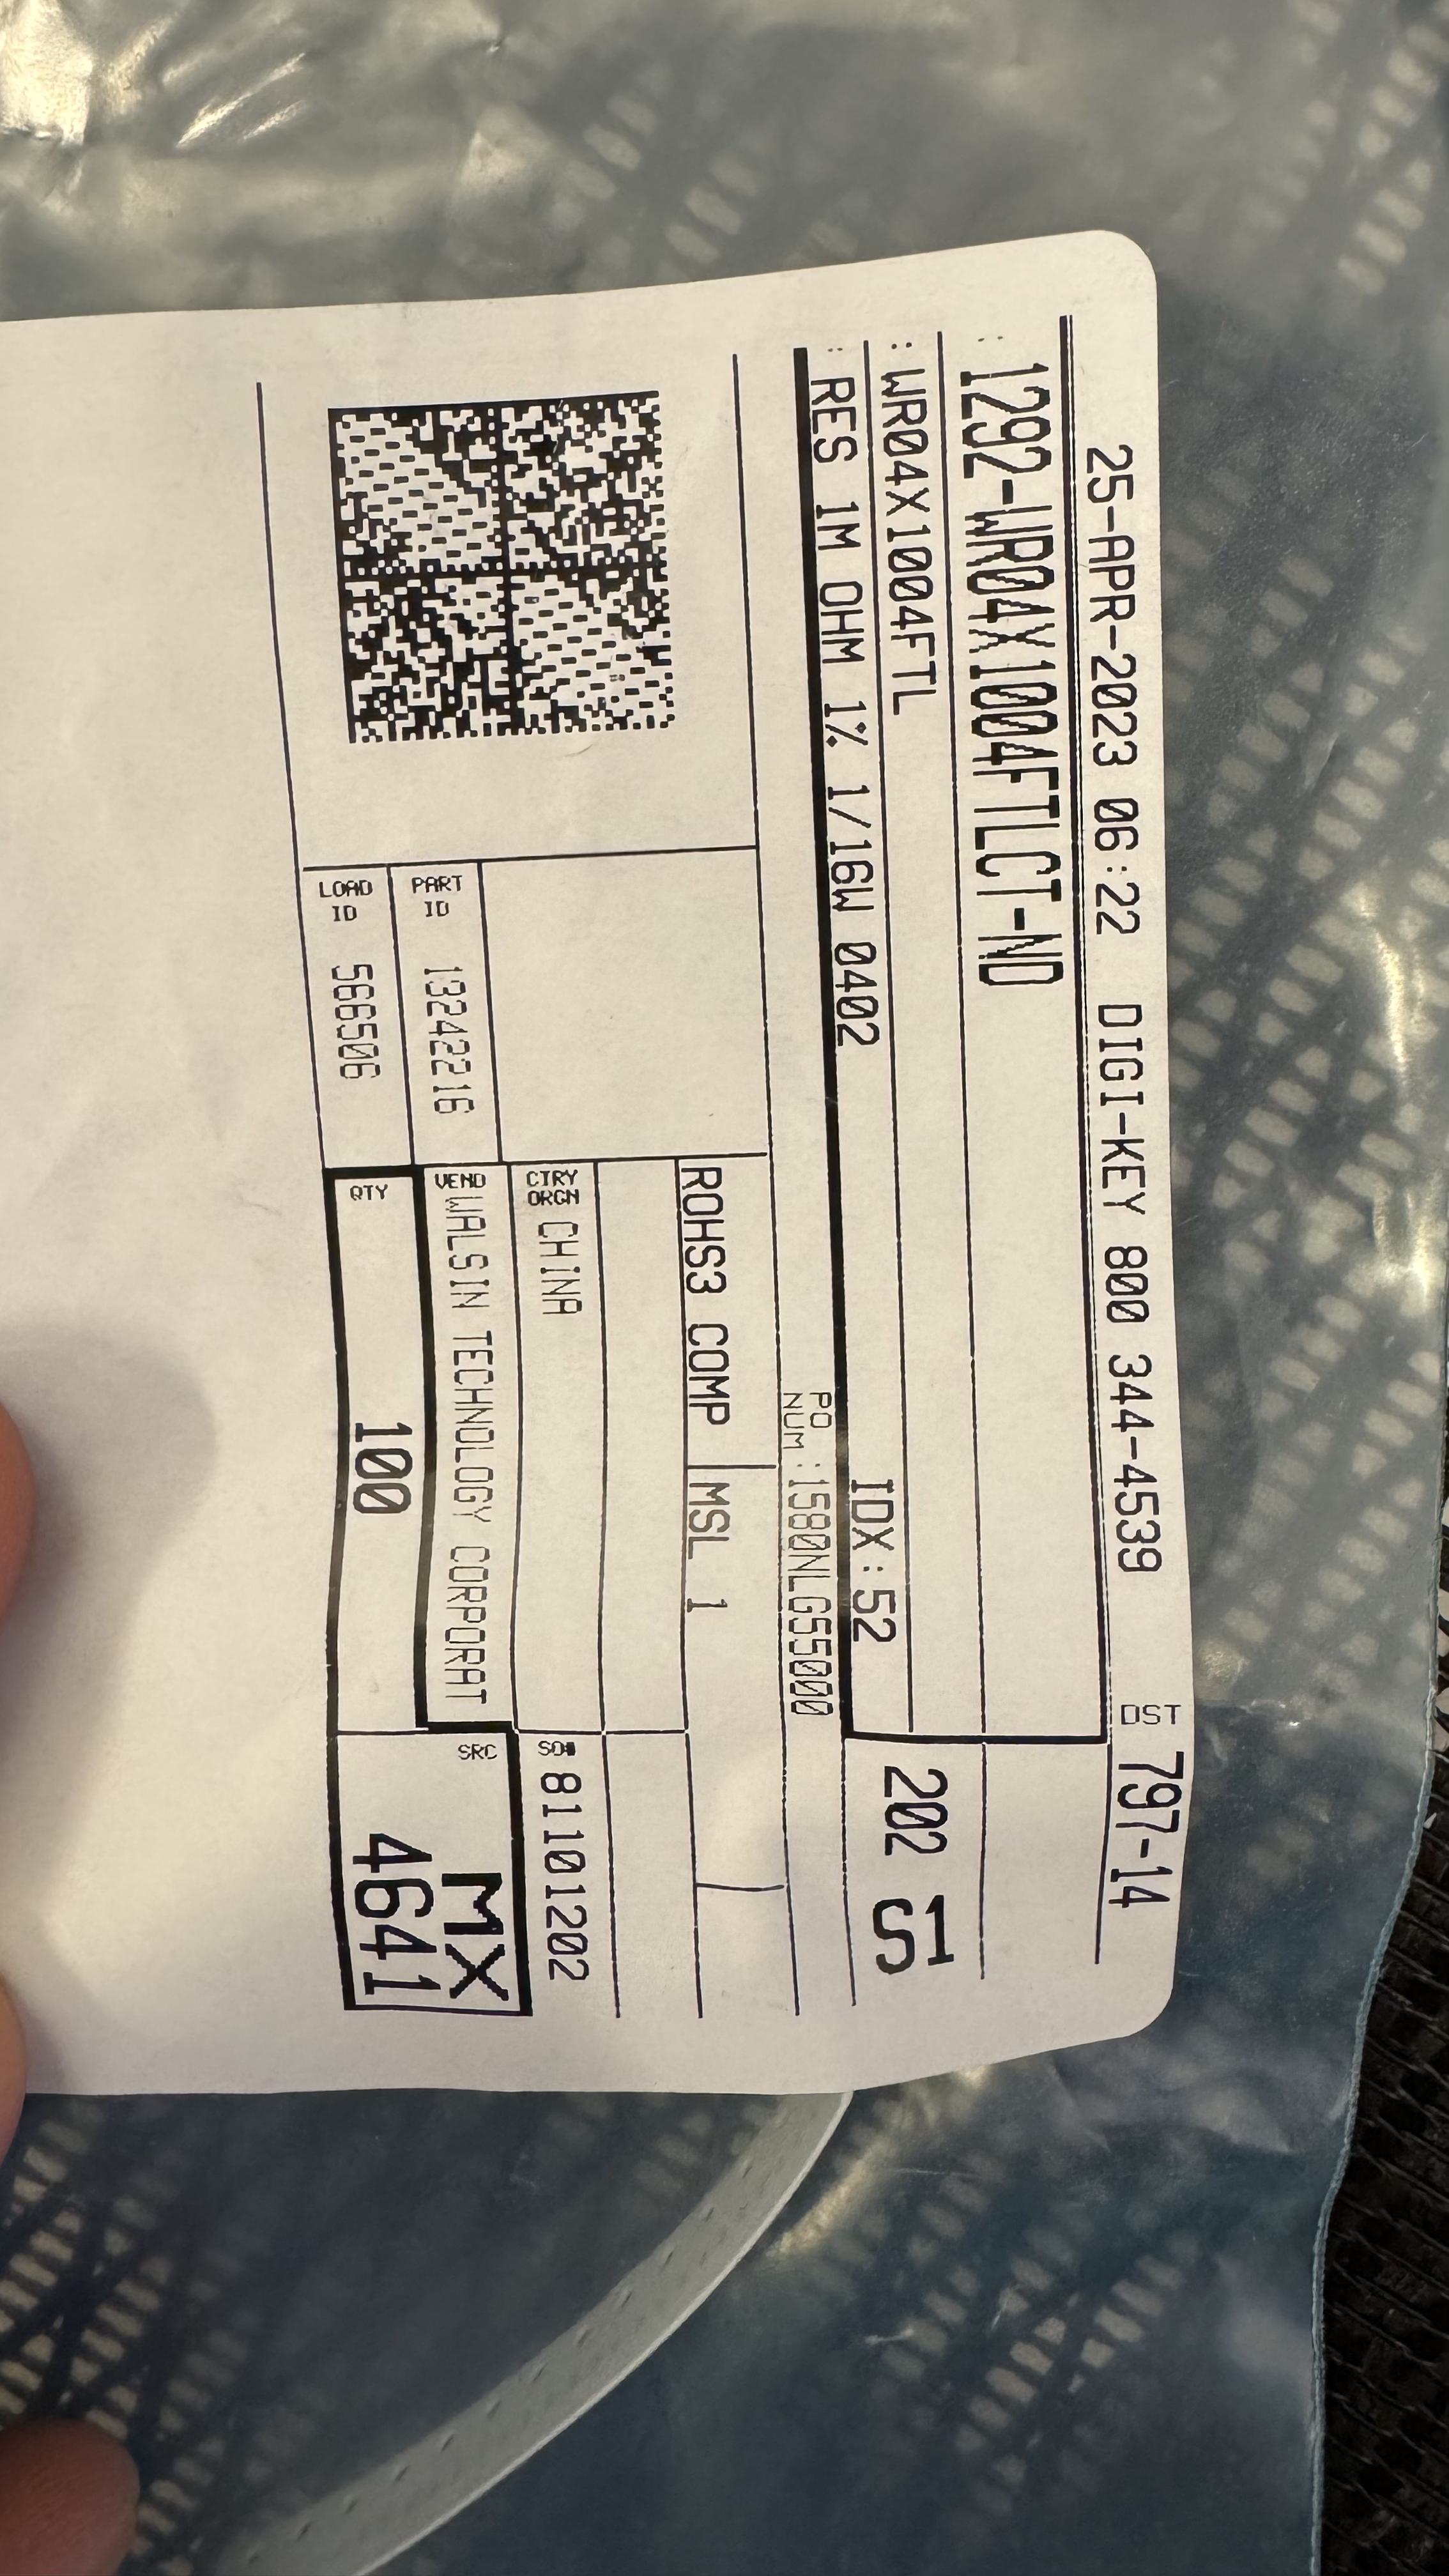 25-APR-2023 06:22 DIGI-KEY 800 344-4539 DST 797-14
: 1292-WR04X1004FTLCT-ND
: WR04X1004FTL
202 S1
: RES 1M OHM 1% 1/16W 0402 IDX:52
PO NUM :1580NLG55000
ROHS3 COMP MSL 1
CTRY ORGN CHINA
SO# 81101202
PART ID 13242216
VEND WALSIN TECHNOLOGY CORPORAT
SRC MX
LOAD ID 566506
QTY 100
4641